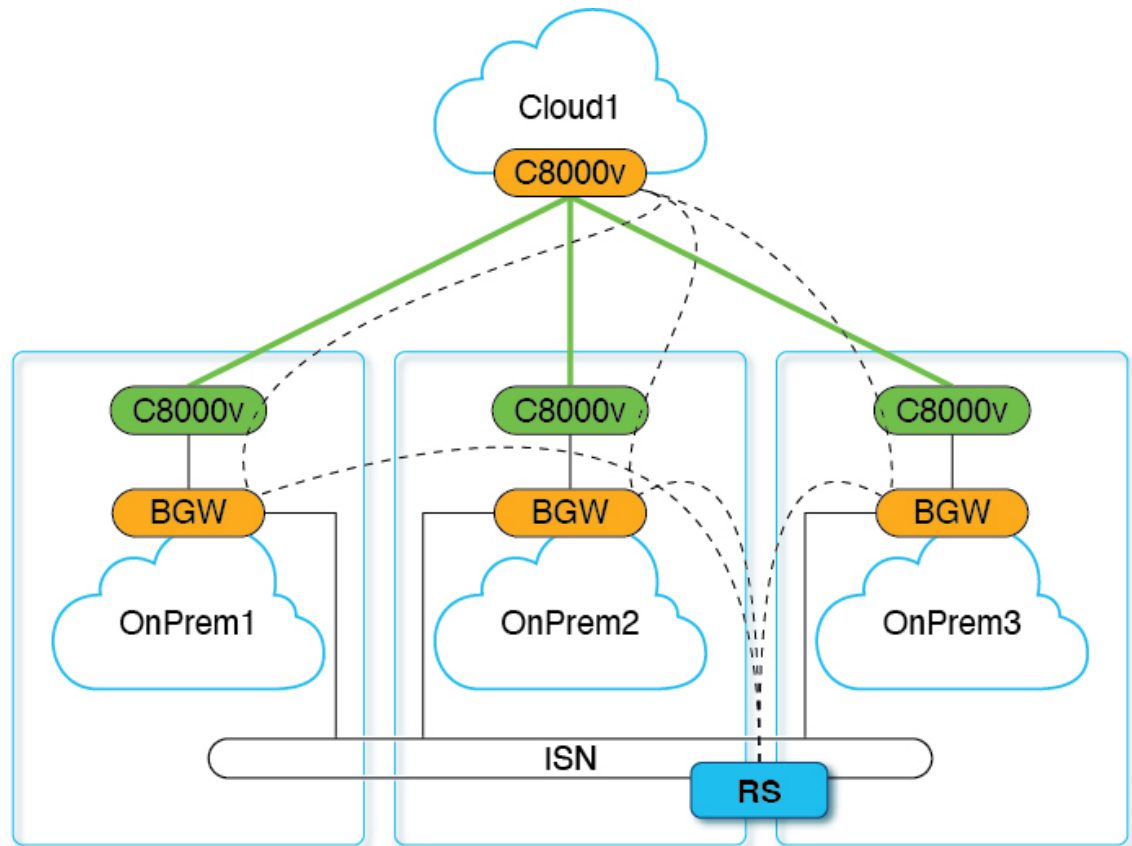 Cloud1
C8000v
C8000v
C8000v
C8000v
BGW
BGW
BGW
OnPrem1
OnPrem2
OnPrem3
ISN
RS